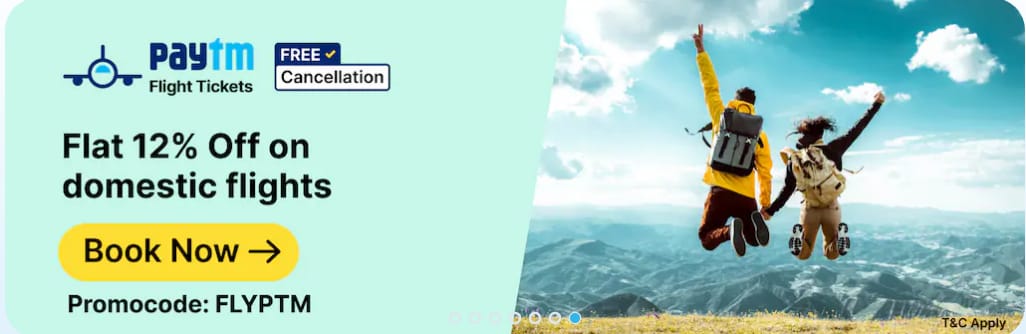 paytm
Flight Tickets
FREE
Cancellation
Flat 12% Off on
domestic flights
Book Now
Promocode: FLYPTM
T&C Apply